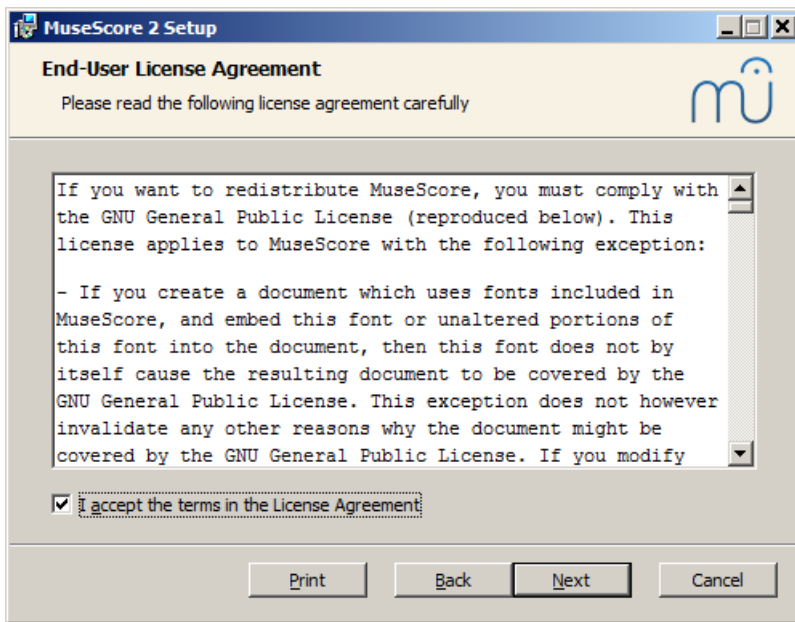 MuseScore 2 Setup
End-User License Agreement
Please read the following license agreement carefully
If you want to redistribute MuseScore, you must comply with
the GNU General Public License (reproduced below). This
license applies to MuseScore with the following exception:
- If you create a document which uses fonts included in
MuseScore, and embed this font or unaltered portions of
this font into the document, then this font does not by
itself cause the resulting document to be covered by the
GNU General Public License. This exception does not however
invalidate any other reasons why the document might be
covered by the GNU General Public License. If you modify
I accept the terms in the License Agreement
Print Back Next Cancel